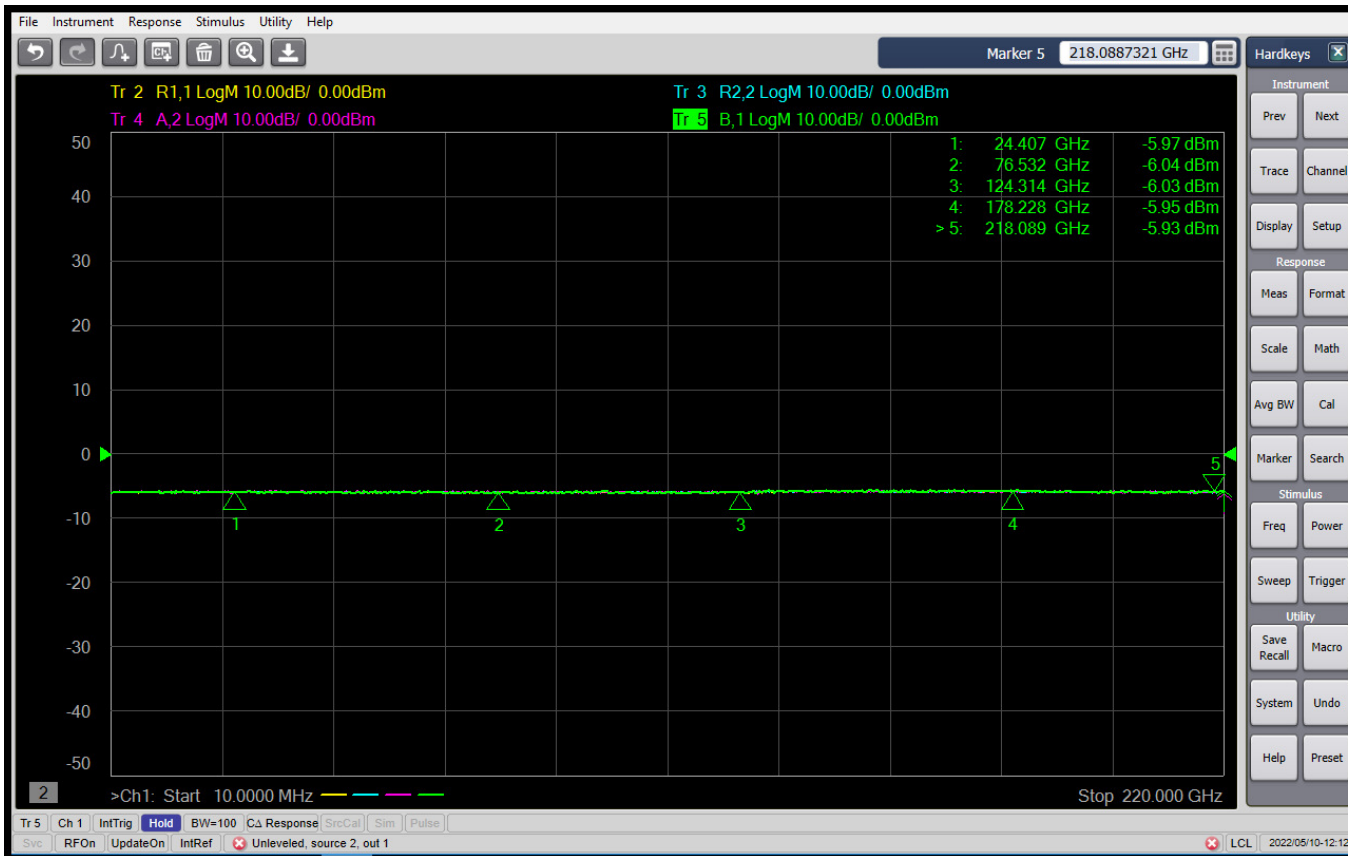 File Instrument Response Stimulus Utility Help
Marker 5 218.0887321 GHz
Hardkeys
Tr 2 R1,1 LogM 10.00dB/ 0.00dBm
Tr 3 R2,2 LogM 10.00dB/ 0.00dBm
Tr 4 A,2 LogM 10.00dB/ 0.00dBm
Tr 5 B,1 LogM 10.00dB/ 0.00dBm
1: 24.407 GHz -5.97 dBm
2: 76.532 GHz -6.04 dBm
3: 124.314 GHz -6.03 dBm
4: 178.228 GHz -5.95 dBm
> 5: 218.089 GHz -5.93 dBm
50
40
30
20
10
0
-10
-20
-30
-40
-50
1
2
3
4
5
2
>Ch1: Start 10.0000 MHz
Stop 220.000 GHz
Instrument
Prev Next
Trace Channel
Display Setup
Response
Meas Format
Scale Math
Avg BW Cal
Marker Search
Stimulus
Freq Power
Sweep Trigger
Utility
Save Recall Macro
System Undo
Help Preset
Tr 5 Ch 1 IntTrig Hold BW=100 CΔ Response SrcCal Sim Pulse
Svc RFOn UpdateOn IntRef Unleveled, source 2, out 1 LCL 2022/05/10-12:12